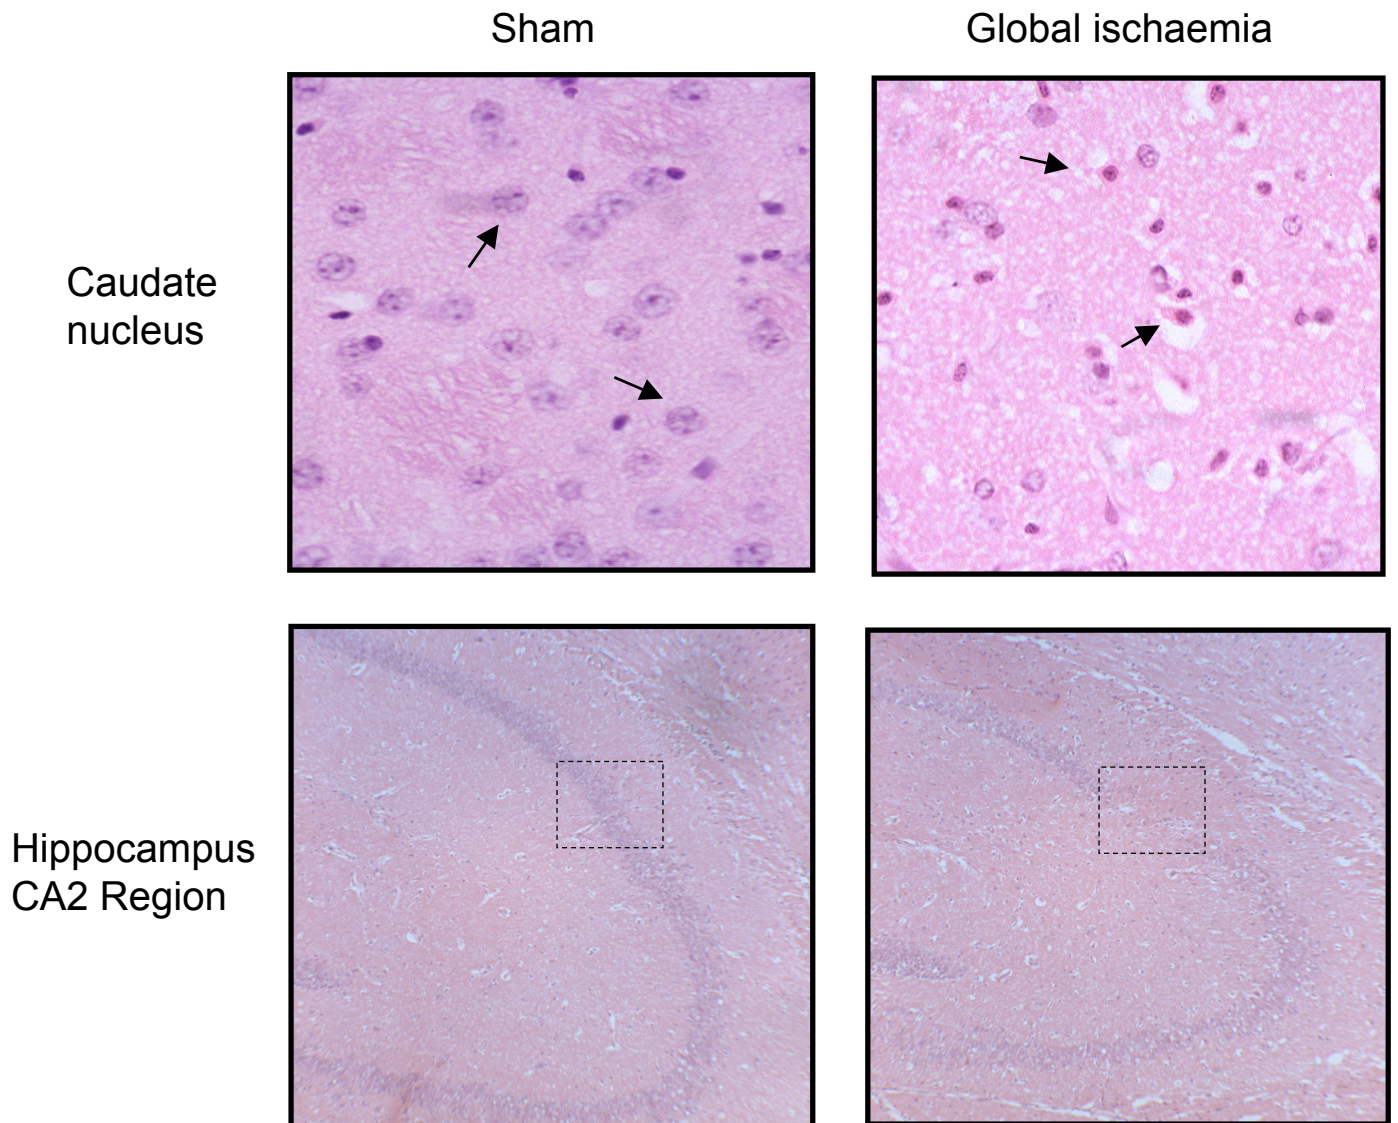 Sham
Global ischaemia
Caudate
nucleus
Hippocampus
CA2 Region